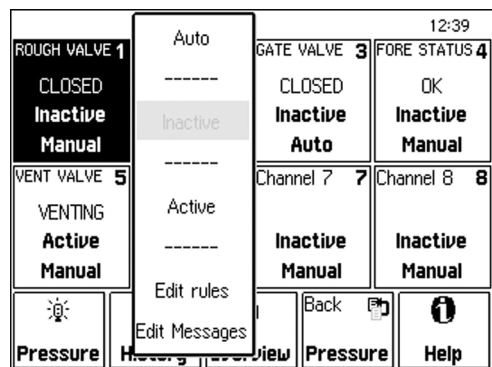 12:39
ROUGH VALVE 1
CLOSED
Inactive
Manual
Auto
------
Inactive
------
Active
------
Edit rules
Edit Messages
GATE VALVE 3
CLOSED
Inactive
Auto
FORE STATUS 4
OK
Inactive
Manual
VENT VALVE 5
VENTING
Active
Manual
Channel 7 7
Inactive
Manual
Channel 8 8
Inactive
Manual
Pressure
Back
Pressure
Help